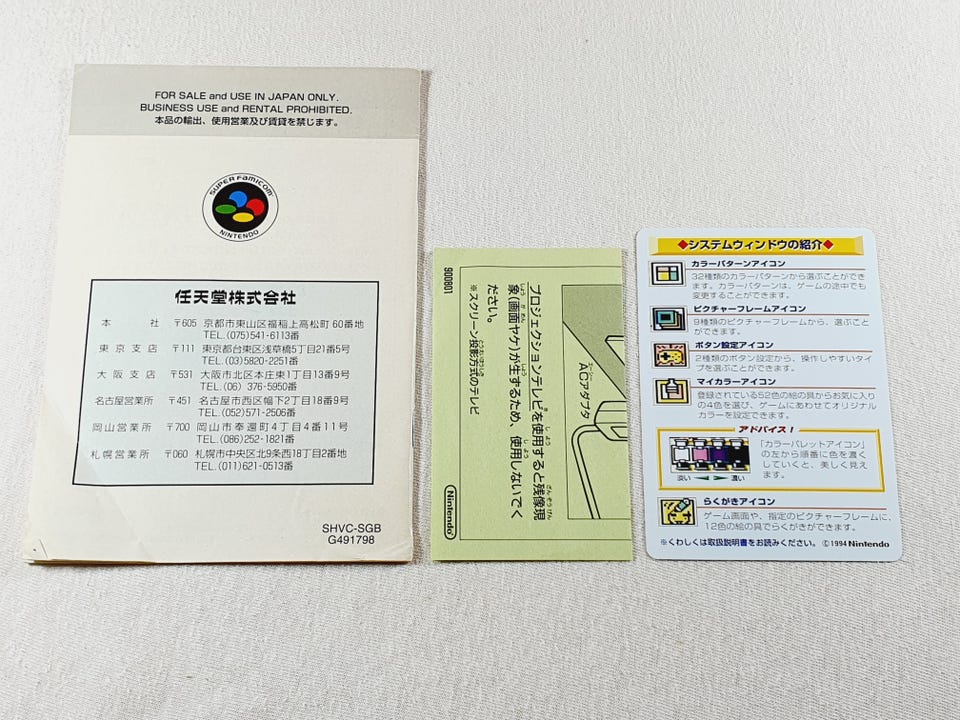 FOR SALE and USE IN JAPAN ONLY.
BUSINESS USE and RENTAL PROHIBITED.
本品の輸出、使用営業及び賃貸を禁じます。
SUPER FAMICOM
NINTENDO
任天堂株式会社
本 社 〒605 京都市東山区福稲上高松町60番地
TEL.(075)541-6113番
東京支店 〒111 東京都台東区浅草橋5丁目21番5号
TEL.(03)5820-2251番
大阪支店 〒531 大阪市北区本庄東1丁目13番9号
TEL.(06) 376-5950番
名古屋営業所 〒451 名古屋市西区幅下2丁目18番9号
TEL.(052)571-2506番
岡山営業所 〒700 岡山市奉還町4丁目4番11号
TEL.(086)252-1821番
札幌営業所 〒060 札幌市中央区北9条西18丁目2番地
TEL.(011)621-0513番
SHVC-SGB
G491798
900801
プロジェクションテレビを使用すると残像現
象(画面ヤケ)が生ずるため、使用しないでく
ださい。
※スクリーン投影方式のテレビ
ACアダプタ
Nintendo
◆システムウィンドウの紹介◆
カラーパターンアイコン
32種類のカラーパターンから選ぶことができ
ます。カラーパターンは、ゲームの途中でも
変更することができます。
ピクチャーフレームアイコン
9種類のピクチャーフレームから、選ぶこと
ができます。
ボタン設定アイコン
2種類のボタン設定から、操作しやすいタイ
プを選ぶことができます。
マイカラーアイコン
登録されている52色の絵の具からお気に入り
の4色を選び、ゲームにあわせてオリジナル
カラーを設定できます。
アドバイス!
「カラーパレットアイコン」
の左から順番に色を濃く
していくと、美しく見え
ます。
淡い 濃い
らくがきアイコン
ゲーム画面や、指定のピクチャーフレームに、
12色の絵の具でらくがきができます。
※くわしくは取扱説明書をお読みください。 ©1994 Nintendo